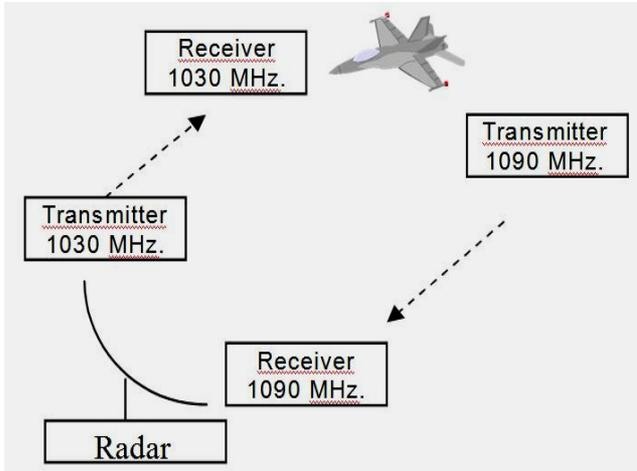 Receiver
1030 MHz.
Transmitter
1090 MHz.
Transmitter
1030 MHz.
Receiver
1090 MHz.
Radar